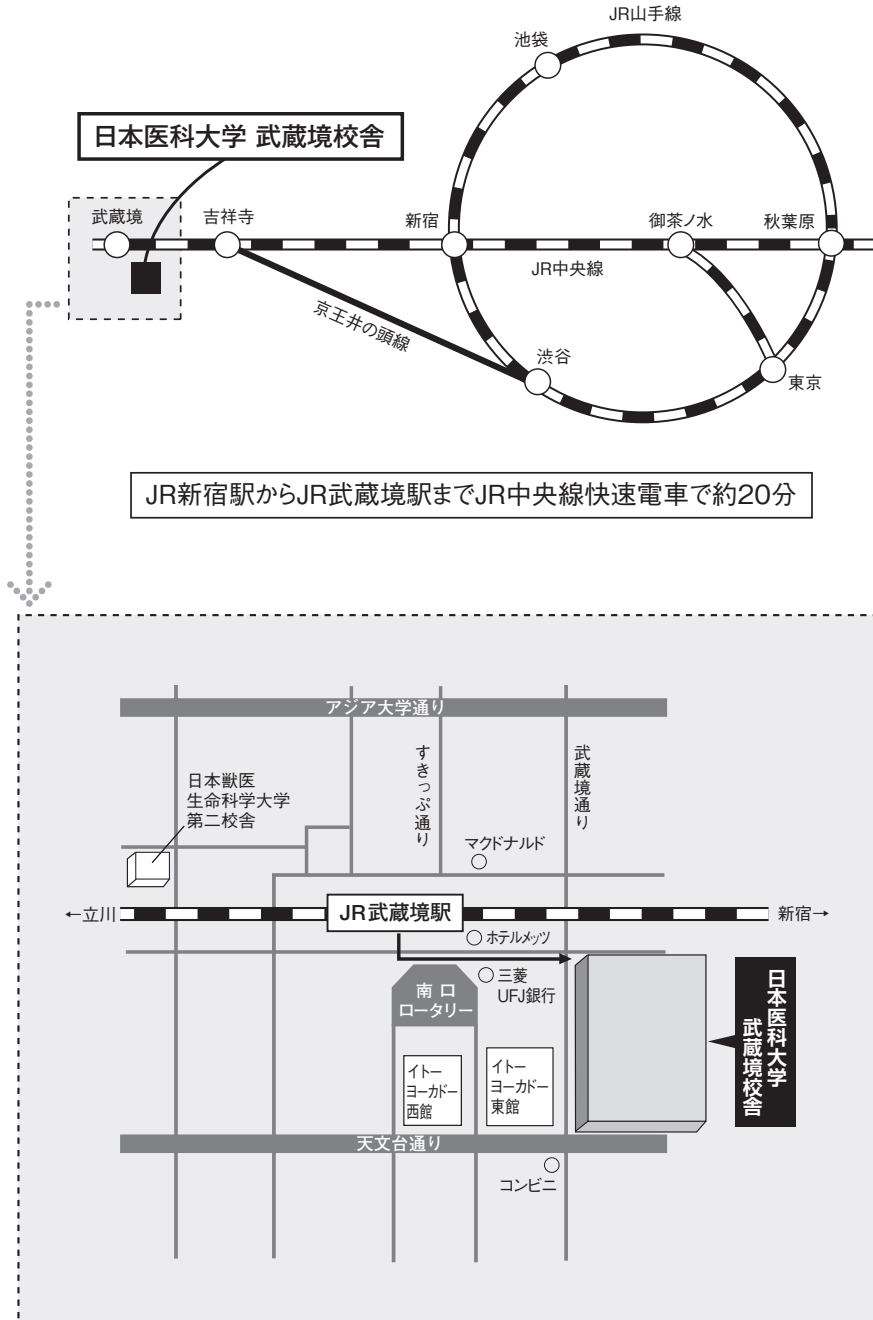 JR山手線
池袋
日本医科大学 武蔵境校舎
武蔵境
吉祥寺
新宿
御茶ノ水
秋葉原
JR中央線
京王井の頭線
渋谷
東京
JR新宿駅からJR武蔵境駅までJR中央線快速電車で約20分
アジア大学通り
すきっぷ通り
武蔵境通り
日本獣医
生命科学大学
第二校舎
マクドナルド
←立川
JR武蔵境駅
新宿→
ホテルメッツ
三菱
UFJ銀行
南口
ロータリー
日本医科大学
武蔵境校舎
イトー
ヨーカドー
西館
イトー
ヨーカドー
東館
天文台通り
コンビニ